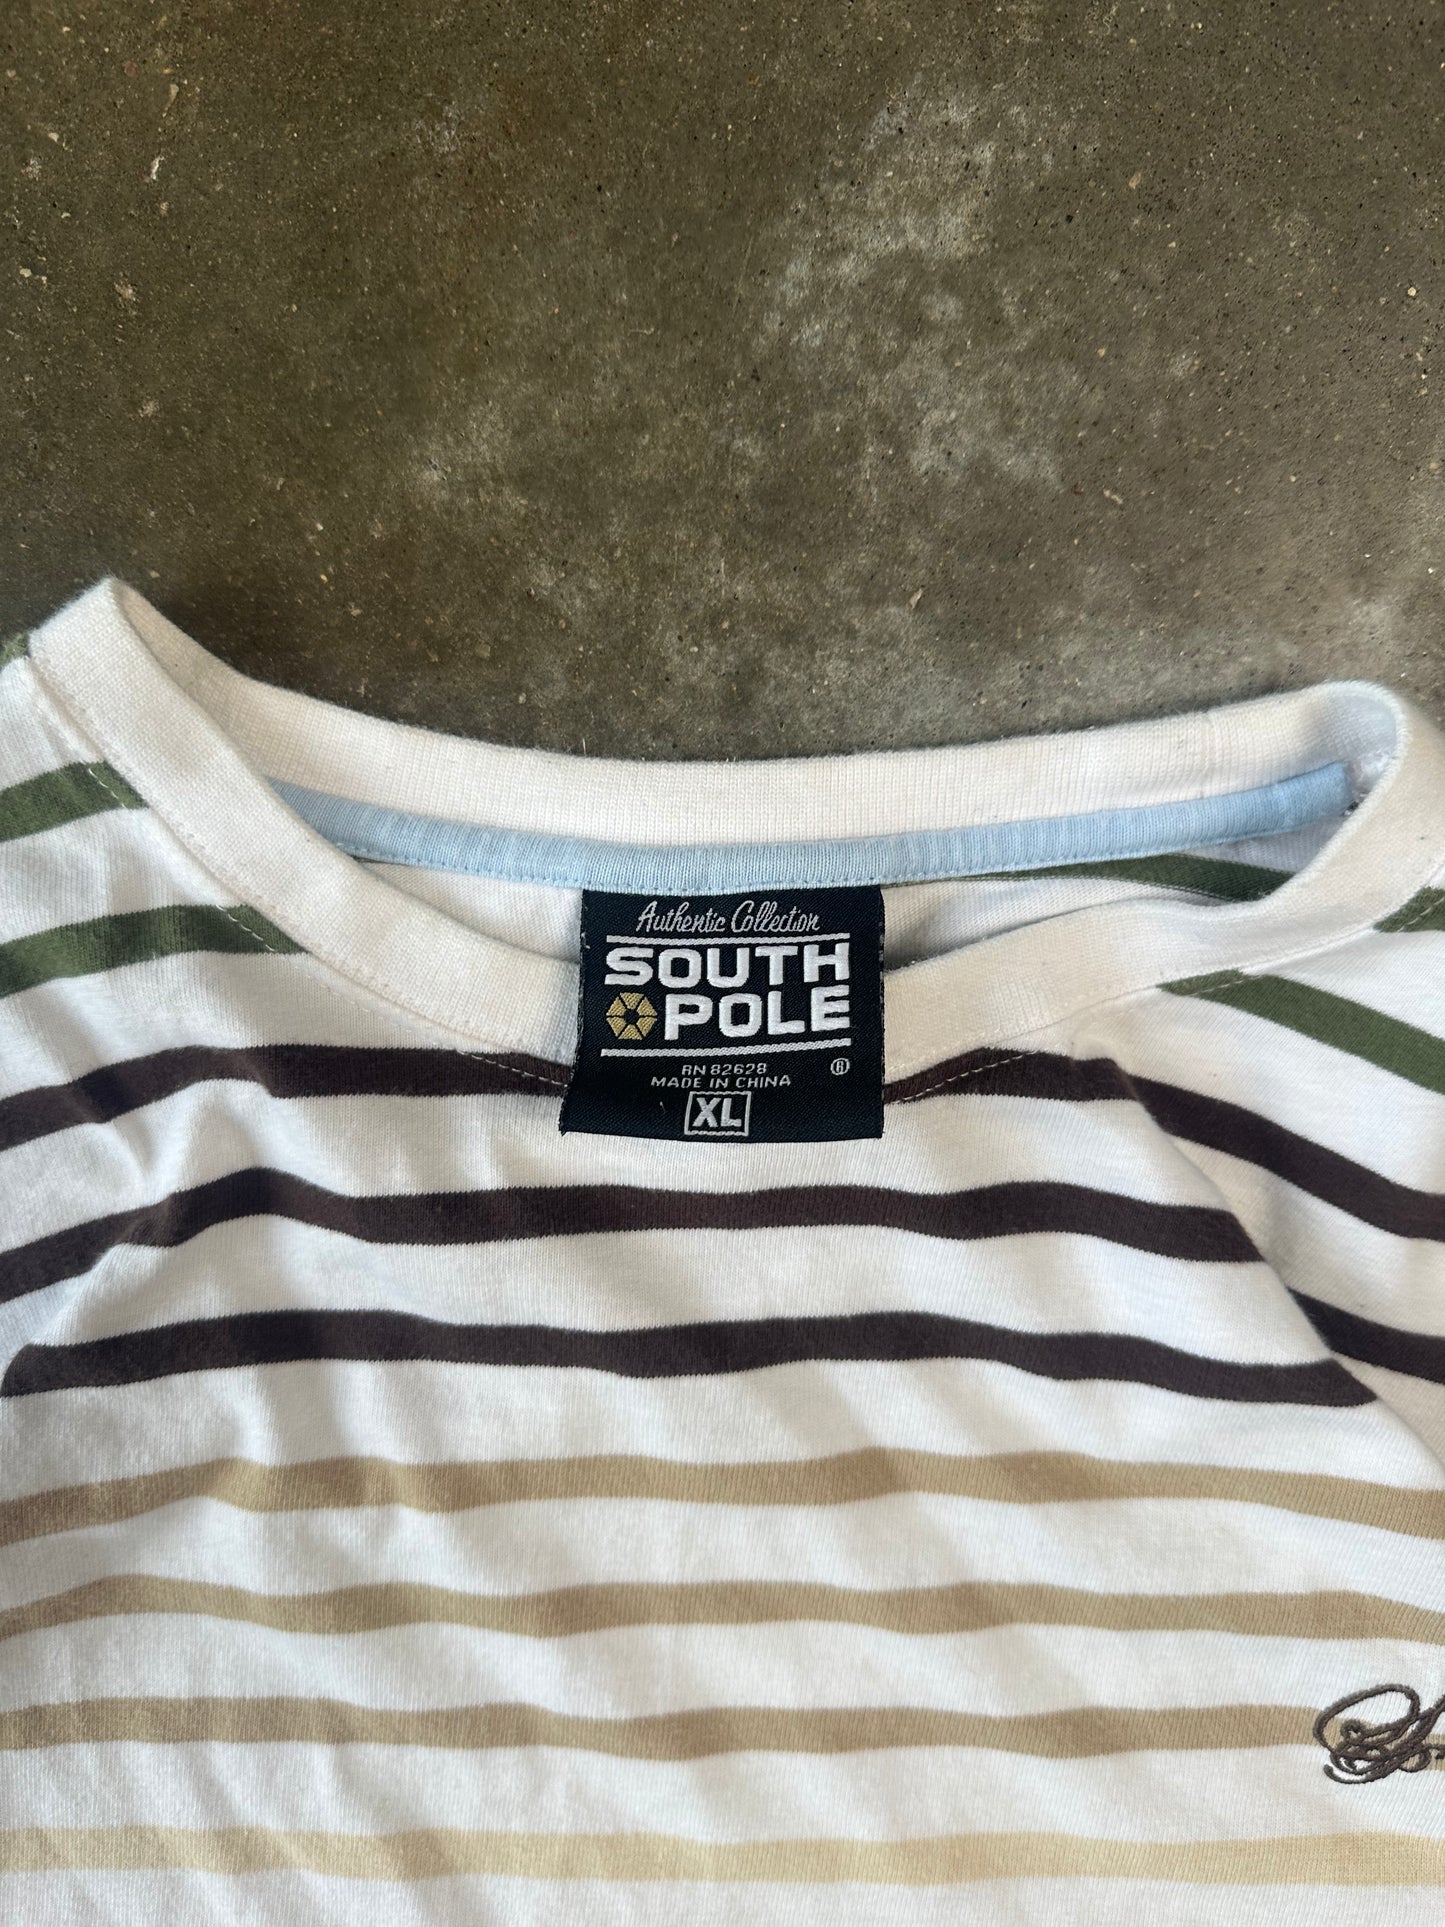 Authentic Collection
SOUTH
POLE
RN 82628
MADE IN CHINA
®
XL